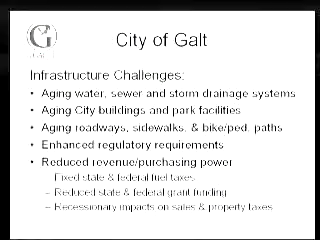 G
City of Galt
Infrastructure Challenges:
• Aging water, sewer and storm drainage systems
• Aging City buildings and park facilities
• Aging roadways, sidewalks, & bike/ped. paths
• Enhanced regulatory requirements
• Reduced revenue/purchasing power
– Fixed state & federal fuel taxes
– Reduced state & federal grant funding
– Recessionary impacts on sales & property taxes